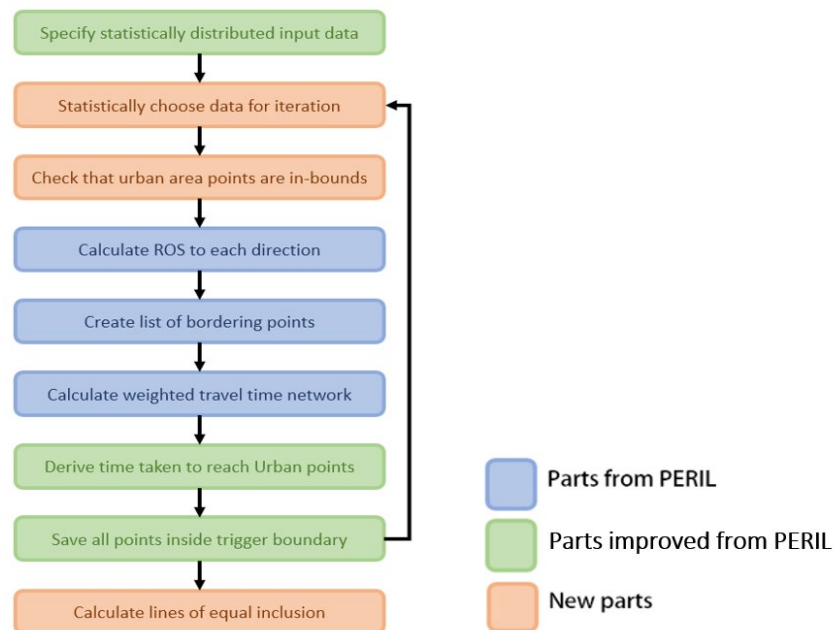 Specify statistically distributed input data
Statistically choose data for iteration
Check that urban area points are in-bounds
Calculate ROS to each direction
Create list of bordering points
Calculate weighted travel time network
Derive time taken to reach Urban points
Save all points inside trigger boundary
Calculate lines of equal inclusion
Parts from PERIL
Parts improved from PERIL
New parts